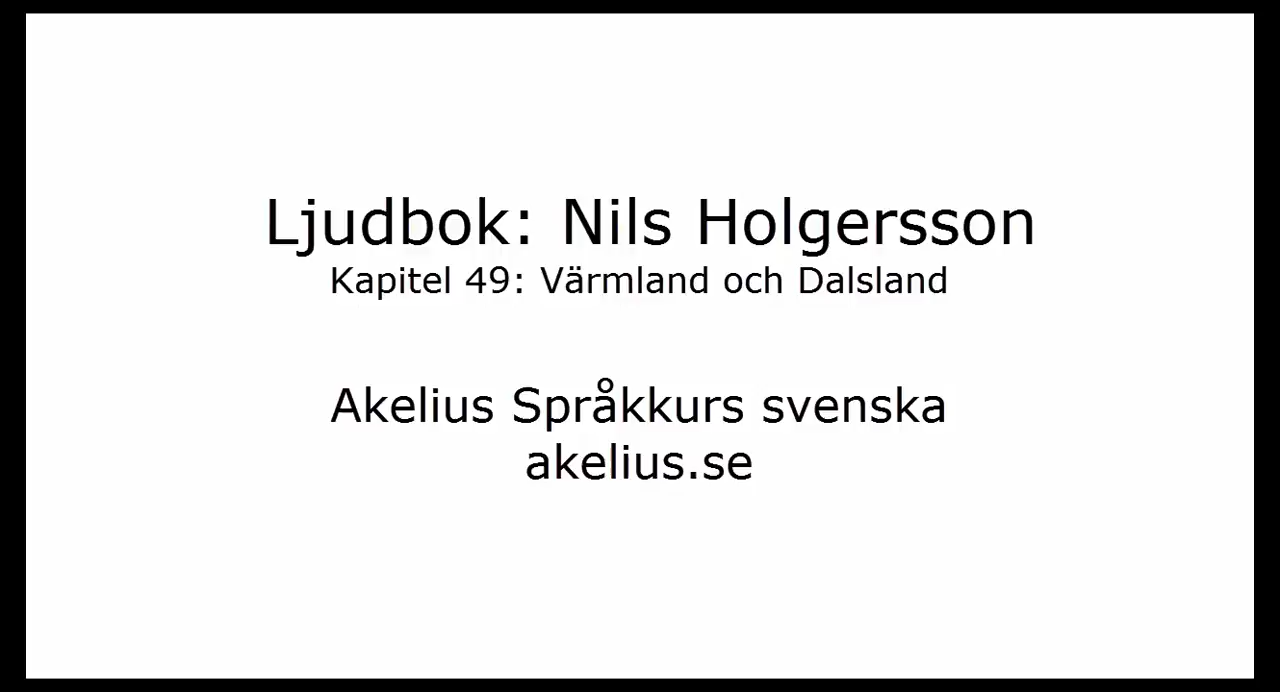 Ljudbok: Nils Holgersson
Kapitel 49: Värmland och Dalsland
Akelius Språkkurs svenska
akelius.se